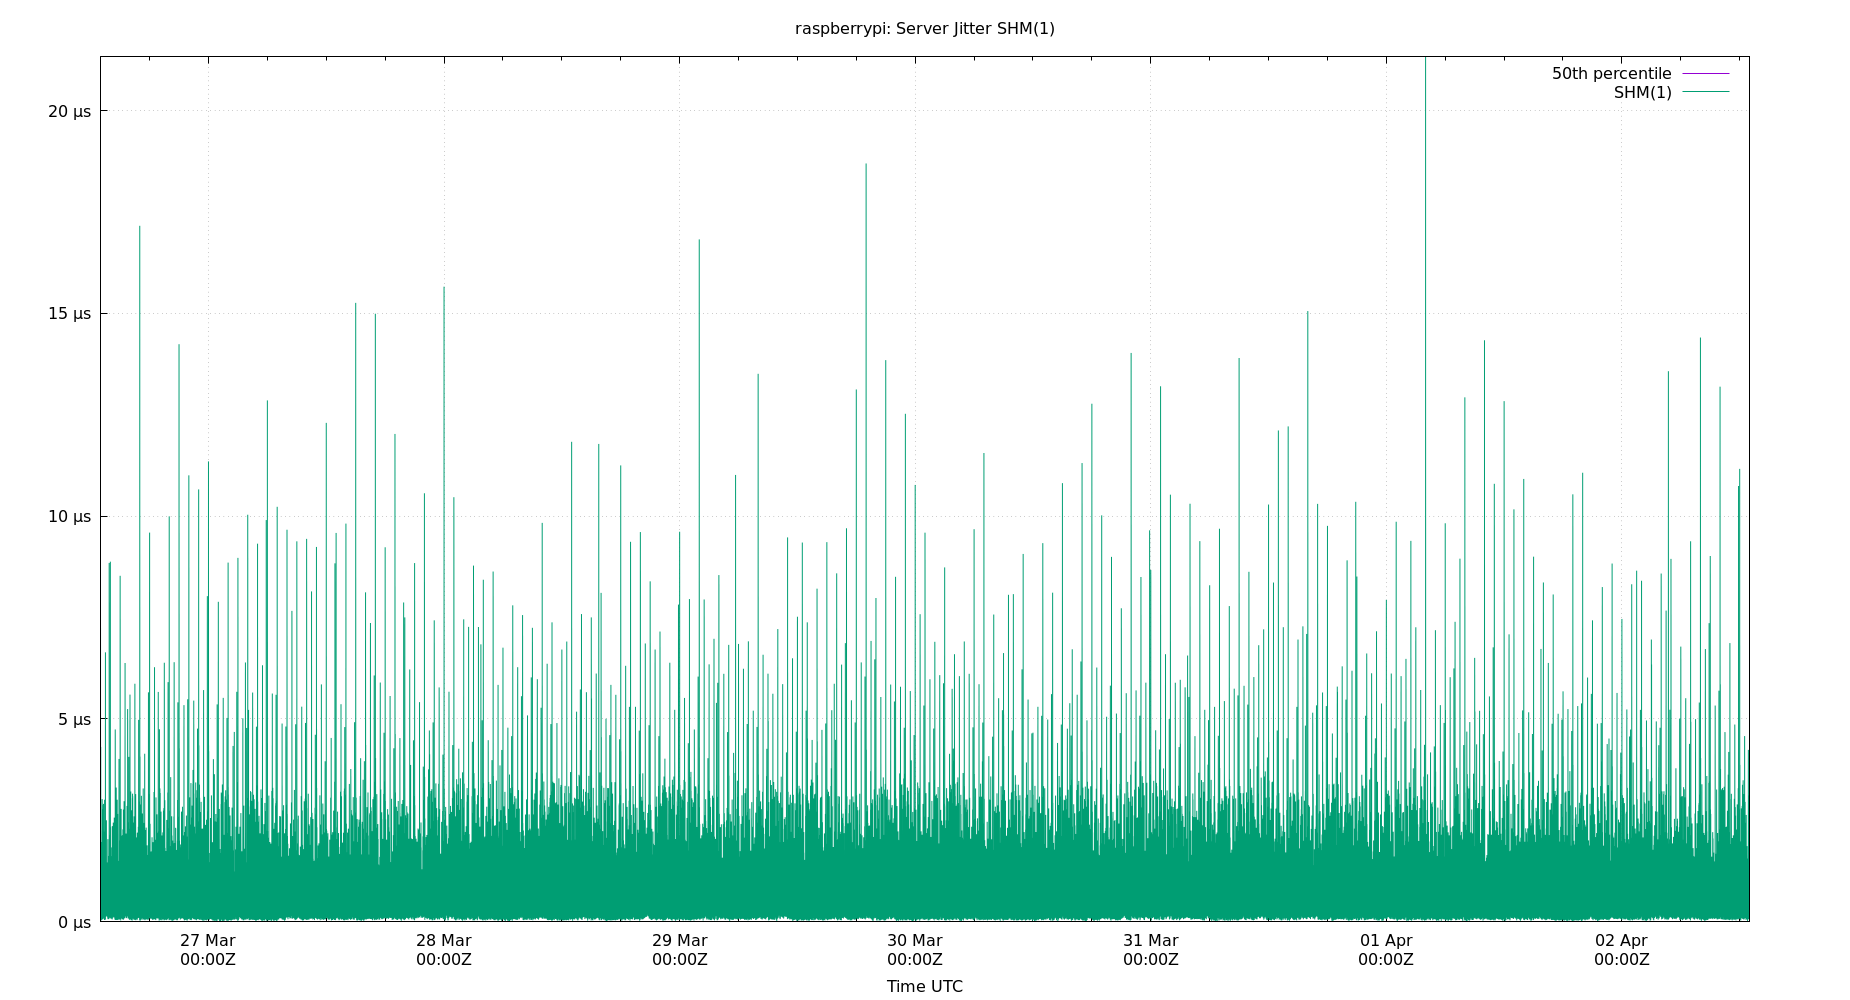 raspberrypi: Server Jitter SHM(1)
50th percentile
SHM(1)
20 µs
15 µs
10 µs
5 µs
0 µs
27 Mar
00:00Z
28 Mar
00:00Z
29 Mar
00:00Z
30 Mar
00:00Z
31 Mar
00:00Z
01 Apr
00:00Z
02 Apr
00:00Z
Time UTC